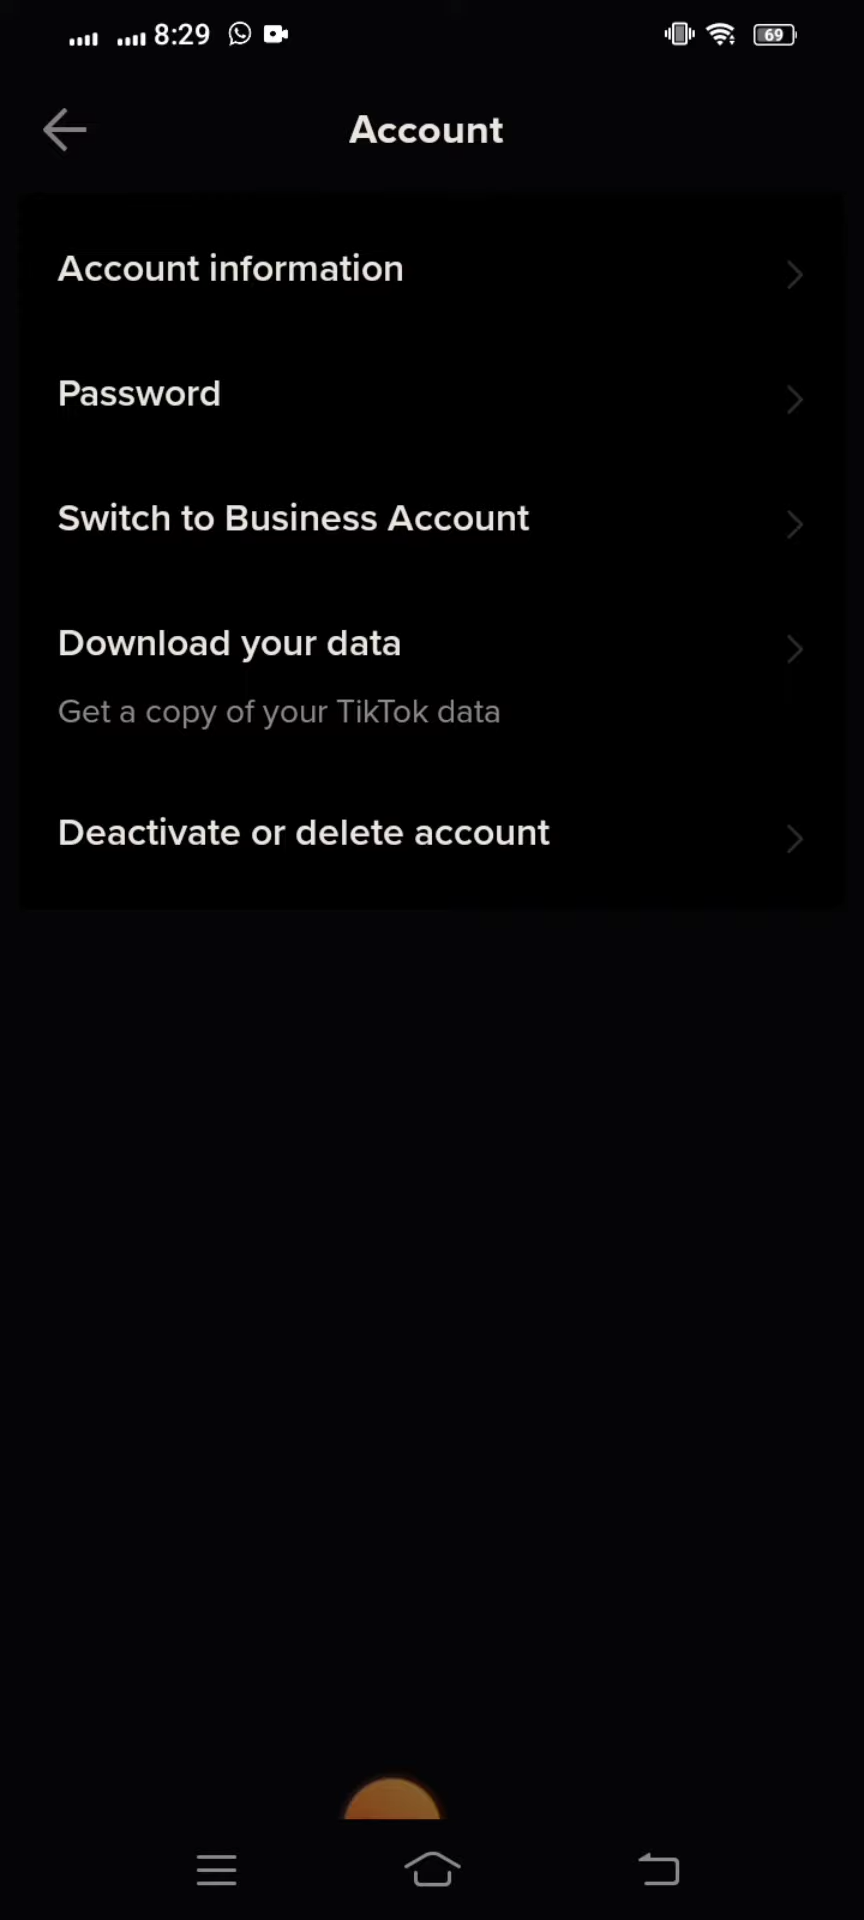 8:29
69
Account
Account information
Password
Switch to Business Account
Download your data
Get a copy of your TikTok data
Deactivate or delete account